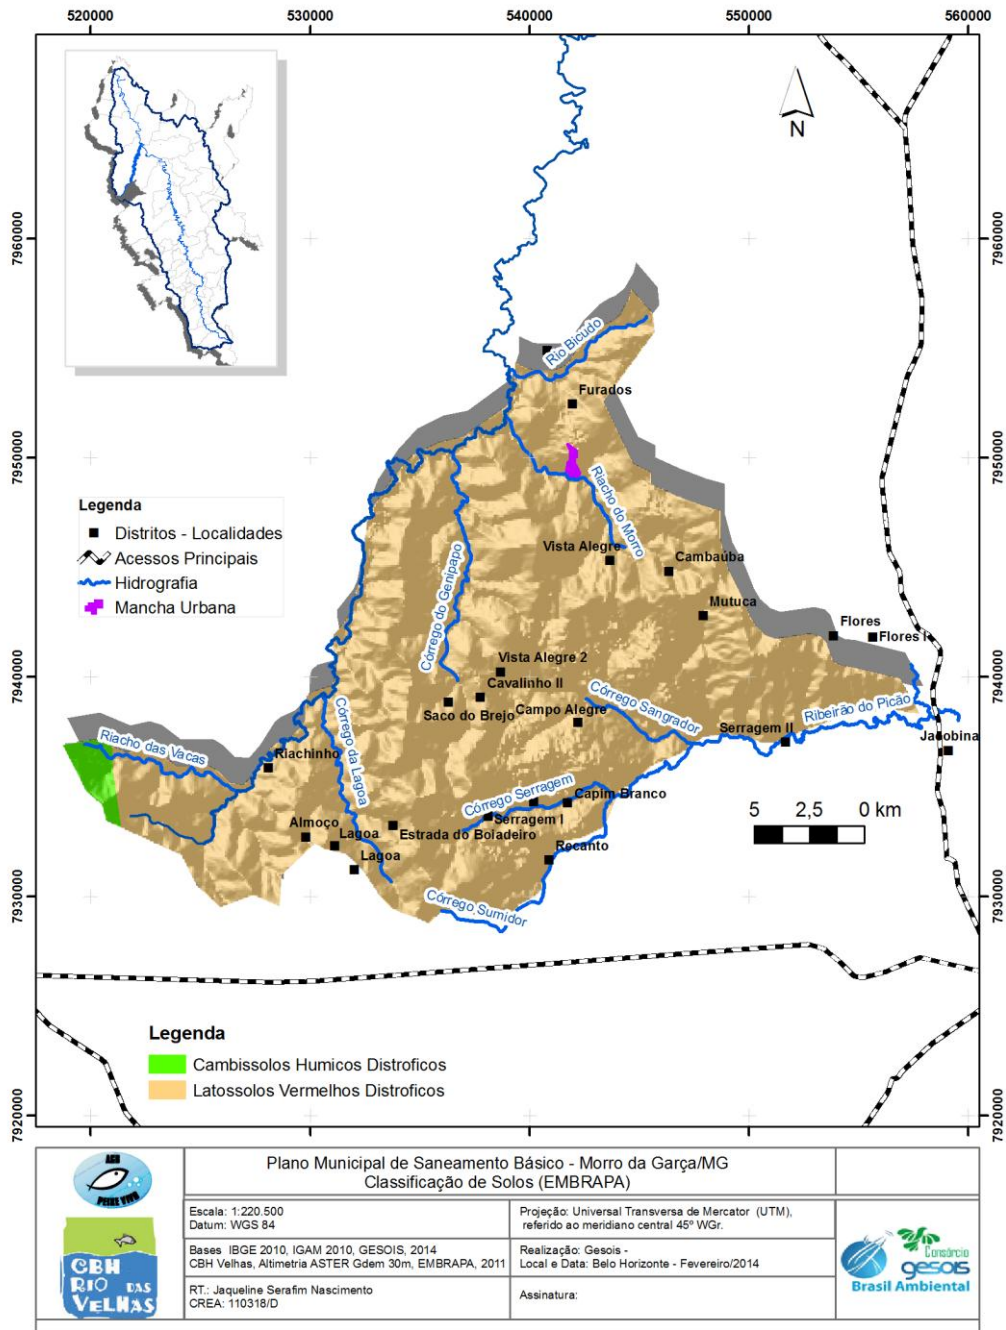 520000
530000
540000
550000
560000
7960000
7960000
N
Rio Bicudo
Furados
7950000
7950000
Riacho do Morro
Legenda
Distritos - Localidades
Acessos Principais
Hidrografia
Mancha Urbana
Vista Alegre
Cambaúba
Córrego do Genipapo
Mutuca
Flores
Flores I
Vista Alegre 2
7940000
7940000
Cavalinho II
Saco do Brejo
Campo Alegre
Córrego Sangrador
Ribeirão do Picão
Serragem II
Jacobina
Riacho das Vacas
Riachinho
Córrego da Lagoa
Córrego Serragem
Capim Branco
5 2,5 0 km
Almoço
Lagoa
Serragem I
Estrada do Boiadeiro
Lagoa
Recanto
7930000
7930000
Córrego Sumidor
Legenda
Cambissolos Humicos Distroficos
Latossolos Vermelhos Distroficos
7920000
7920000
AGB
PEIXE VIVO
Plano Municipal de Saneamento Básico - Morro da Garça/MG
Classificação de Solos (EMBRAPA)
Escala: 1:220.500
Datum: WGS 84
Projeção: Universal Transversa de Mercator (UTM),
referido ao meridiano central 45º WGr.
Bases IBGE 2010, IGAM 2010, GESOIS, 2014
CBH Velhas, Altimetria ASTER Gdem 30m, EMBRAPA, 2011
Realização: Gesois -
Local e Data: Belo Horizonte - Fevereiro/2014
RT.: Jaqueline Serafim Nascimento
CREA: 110318/D
Assinatura:
CBH
RIO DAS
VELHAS
Consórcio
gesois
Brasil Ambiental